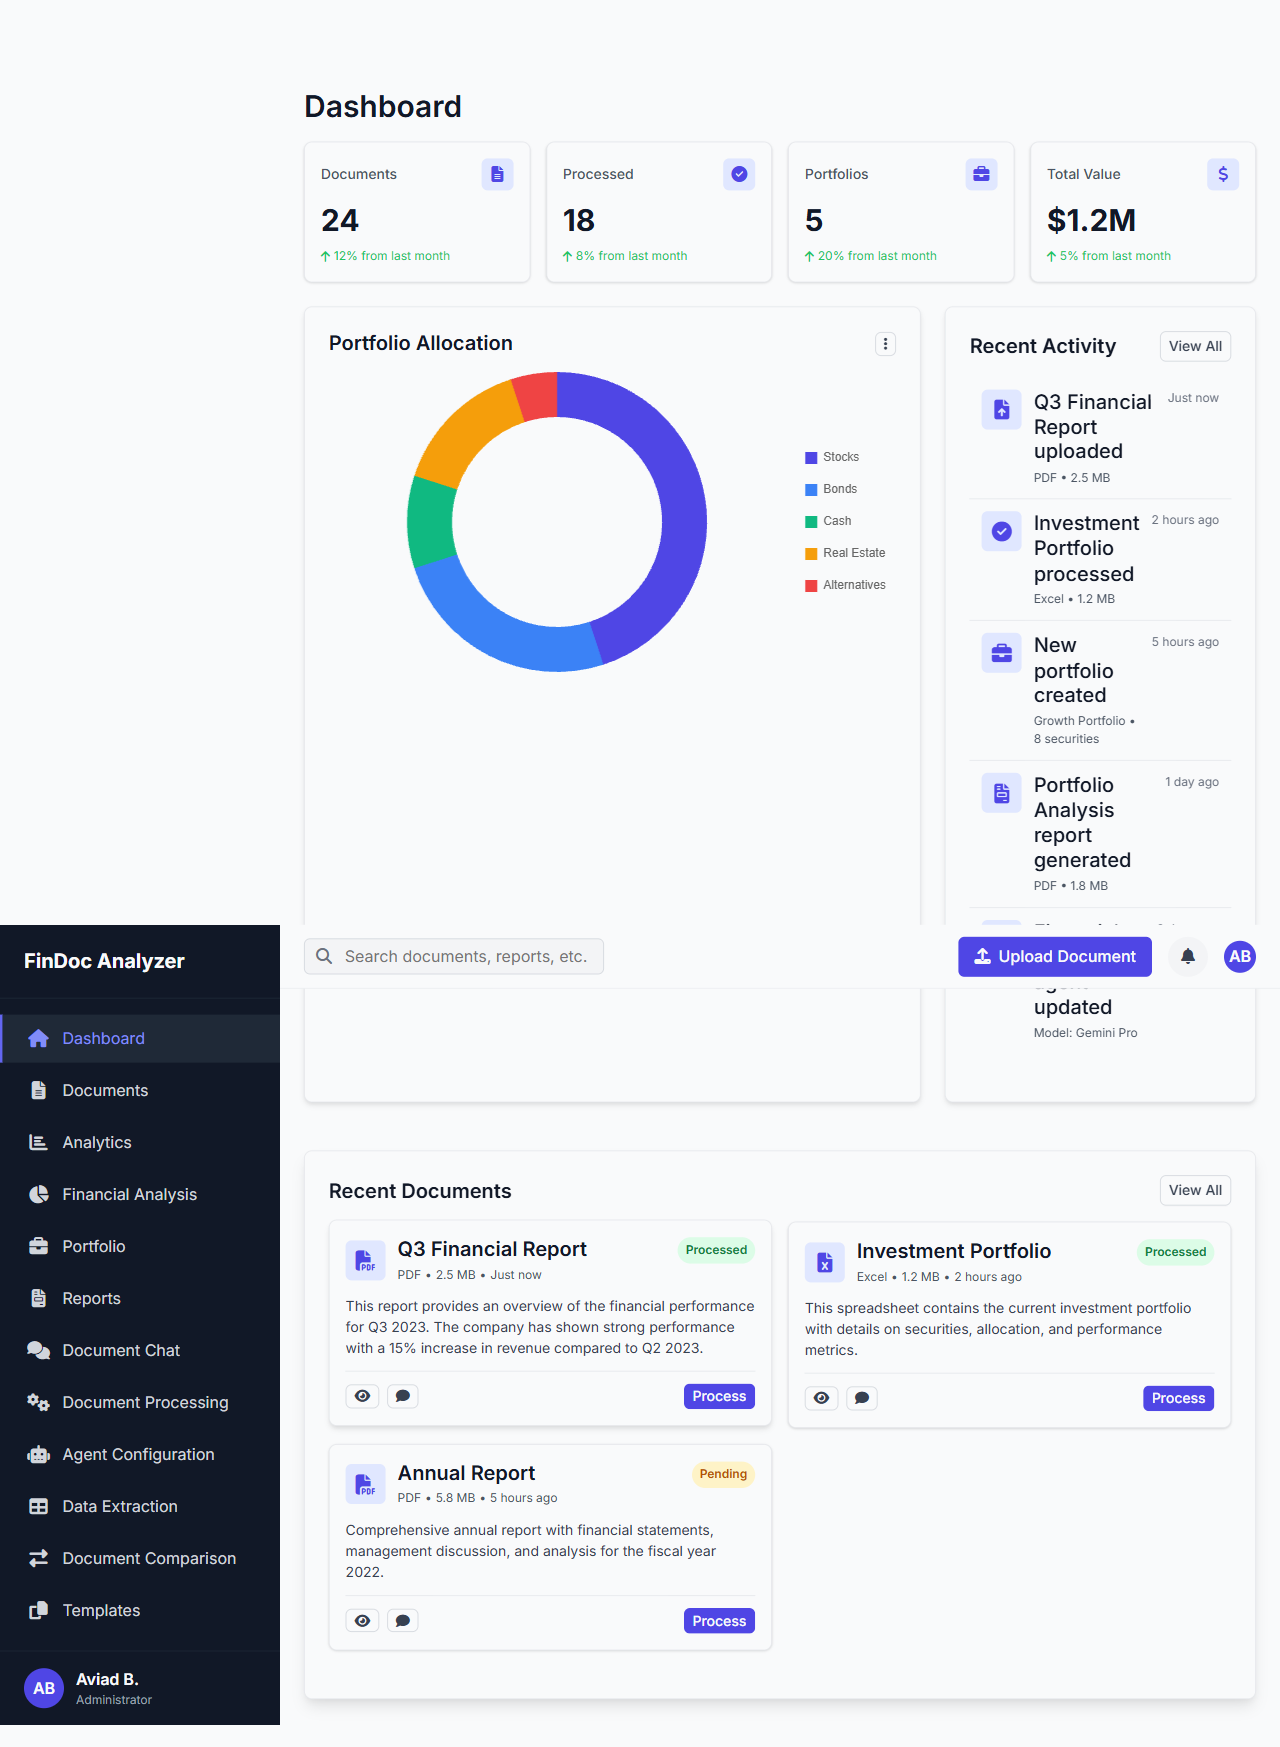 Dashboard
Documents
24
12% from last month
Processed
18
8% from last month
Portfolios
5
20% from last month
Total Value
$
$1.2M
5% from last month
Portfolio Allocation
Stocks
Bonds
Cash
Real Estate
Alternatives
Recent Activity
View All
Q3 Financial
Report
uploaded
Just now
PDF • 2.5 MB
Investment
Portfolio
processed
2 hours ago
Excel • 1.2 MB
New
portfolio
created
5 hours ago
Growth Portfolio •
8 securities
Portfolio
Analysis
report
generated
1 day ago
PDF • 1.8 MB
updated
Model: Gemini Pro
FinDoc Analyzer
Search documents, reports, etc.
Upload Document
AB
Dashboard
Documents
Analytics
Financial Analysis
Portfolio
Reports
Document Chat
Document Processing
Agent Configuration
Data Extraction
Document Comparison
Templates
AB
Aviad B.
Administrator
Recent Documents
View All
PDF
Q3 Financial Report
Processed
PDF • 2.5 MB • Just now
This report provides an overview of the financial performance
for Q3 2023. The company has shown strong performance
with a 15% increase in revenue compared to Q2 2023.
Process
X
Investment Portfolio
Processed
Excel • 1.2 MB • 2 hours ago
This spreadsheet contains the current investment portfolio
with details on securities, allocation, and performance
metrics.
Process
PDF
Annual Report
Pending
PDF • 5.8 MB • 5 hours ago
Comprehensive annual report with financial statements,
management discussion, and analysis for the fiscal year
2022.
Process